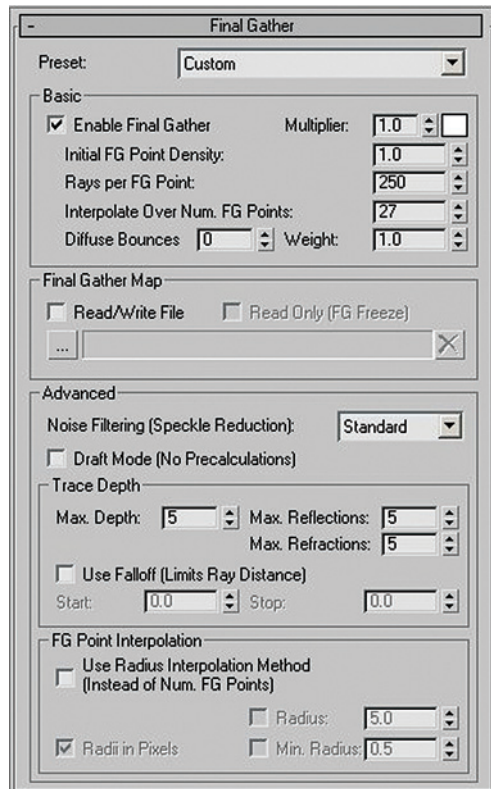 - Final Gather
Preset: Custom
Basic
Enable Final Gather Multiplier: 1.0
Initial FG Point Density: 1.0
Rays per FG Point: 250
Interpolate Over Num. FG Points: 27
Diffuse Bounces 0 Weight: 1.0
Final Gather Map
Read/Write File Read Only (FG Freeze)
...
Advanced
Noise Filtering (Speckle Reduction): Standard
Draft Mode (No Precalculations)
Trace Depth
Max. Depth: 5 Max. Reflections: 5
Max. Refractions: 5
Use Falloff (Limits Ray Distance)
Start: 0.0 Stop: 0.0
FG Point Interpolation
Use Radius Interpolation Method
(Instead of Num. FG Points)
Radius: 5.0
Radii in Pixels Min. Radius: 0.5